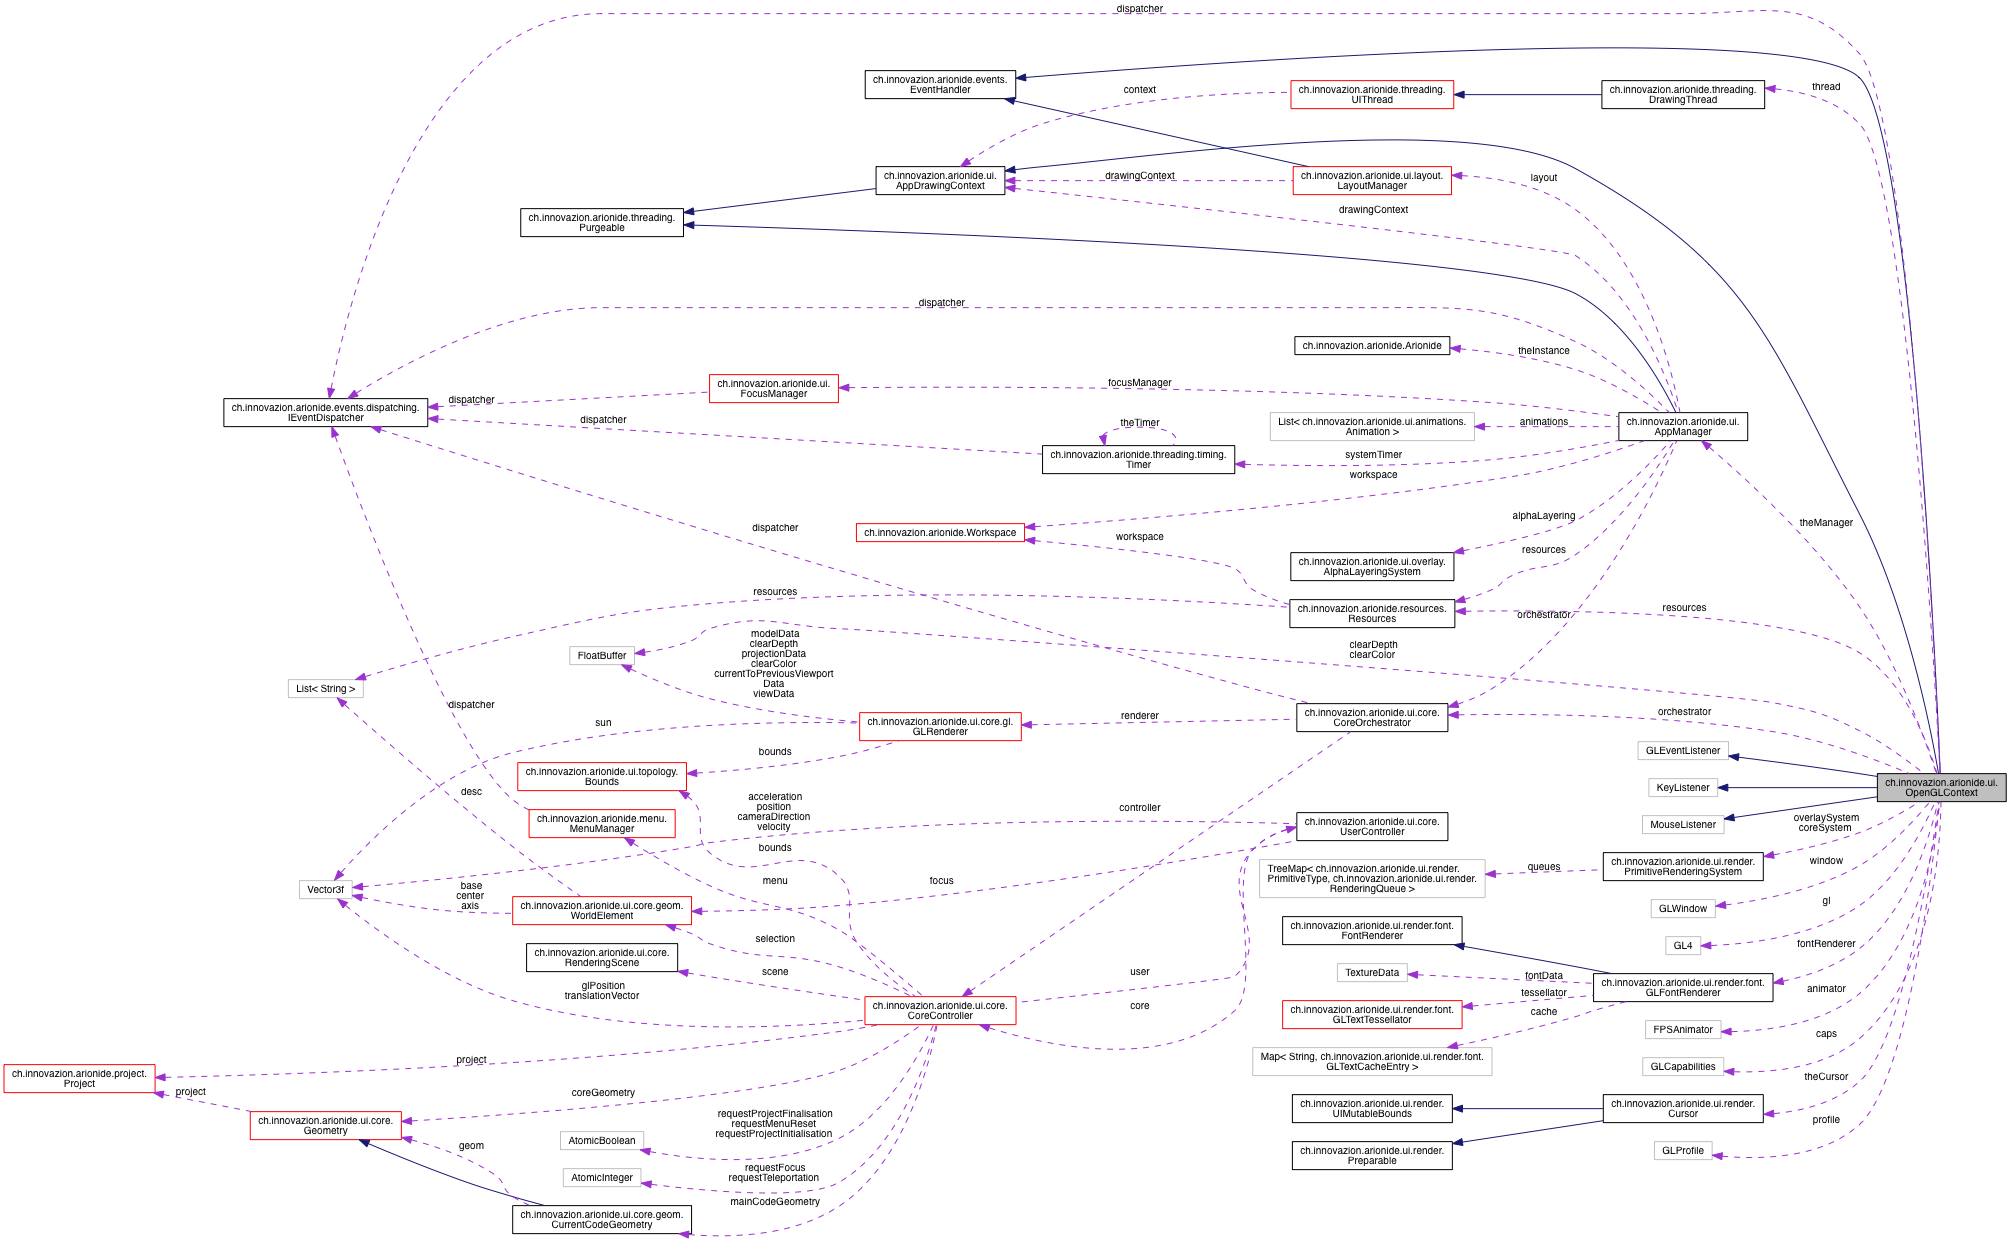 dispatcher
ch.innovazion.arionide.events.
EventHandler
context
ch.innovazion.arionide.threading.
UIThread
ch.innovazion.arionide.threading.
DrawingThread
thread
ch.innovazion.arionide.ui.
AppDrawingContext
drawingContext
ch.innovazion.arionide.ui.layout.
LayoutManager
layout
drawingContext
ch.innovazion.arionide.threading.
Purgeable
dispatcher
ch.innovazion.arionide.Arionide
theInstance
focusManager
ch.innovazion.arionide.ui.
FocusManager
dispatcher
ch.innovazion.arionide.events.dispatching.
IEventDispatcher
dispatcher
theTimer
ch.innovazion.arionide.threading.timing.
Timer
List< ch.innovazion.arionide.ui.animations.
Animation >
animations
ch.innovazion.arionide.ui.
AppManager
systemTimer
workspace
ch.innovazion.arionide.Workspace
dispatcher
workspace
alphaLayering
theManager
ch.innovazion.arionide.ui.overlay.
AlphaLayeringSystem
resources
resources
ch.innovazion.arionide.resources.
Resources
resources
orchestrator
FloatBuffer
modelData
clearDepth
projectionData
clearColor
currentToPreviousViewport
Data
viewData
clearDepth
clearColor
List< String >
dispatcher
sun
ch.innovazion.arionide.ui.core.gl.
GLRenderer
renderer
ch.innovazion.arionide.ui.core.
CoreOrchestrator
orchestrator
bounds
ch.innovazion.arionide.ui.topology.
Bounds
GLEventListener
KeyListener
MouseListener
ch.innovazion.arionide.ui.
OpenGLContext
desc
ch.innovazion.arionide.menu.
MenuManager
acceleration
position
cameraDirection
velocity
bounds
controller
ch.innovazion.arionide.ui.core.
UserController
overlaySystem
coreSystem
menu
focus
TreeMap< ch.innovazion.arionide.ui.render.
PrimitiveType, ch.innovazion.arionide.ui.render.
RenderingQueue >
queues
ch.innovazion.arionide.ui.render.
PrimitiveRenderingSystem
window
Vector3f
base
center
axis
ch.innovazion.arionide.ui.core.geom.
WorldElement
GLWindow
gl
selection
ch.innovazion.arionide.ui.render.font.
FontRenderer
GL4
fontRenderer
ch.innovazion.arionide.ui.core.
RenderingScene
scene
user
TextureData
fontData
ch.innovazion.arionide.ui.render.font.
GLFontRenderer
animator
glPosition
translationVector
ch.innovazion.arionide.ui.core.
CoreController
core
ch.innovazion.arionide.ui.render.font.
GLTextTessellator
tessellator
cache
FPSAnimator
caps
project
Map< String, ch.innovazion.arionide.ui.render.font.
GLTextCacheEntry >
GLCapabilities
theCursor
ch.innovazion.arionide.project.
Project
project
coreGeometry
ch.innovazion.arionide.ui.render.
UIMutableBounds
ch.innovazion.arionide.ui.render.
Cursor
profile
ch.innovazion.arionide.ui.core.
Geometry
geom
AtomicBoolean
requestProjectFinalisation
requestMenuReset
requestProjectInitialisation
ch.innovazion.arionide.ui.render.
Preparable
GLProfile
AtomicInteger
requestFocus
requestTeleportation
mainCodeGeometry
ch.innovazion.arionide.ui.core.geom.
CurrentCodeGeometry